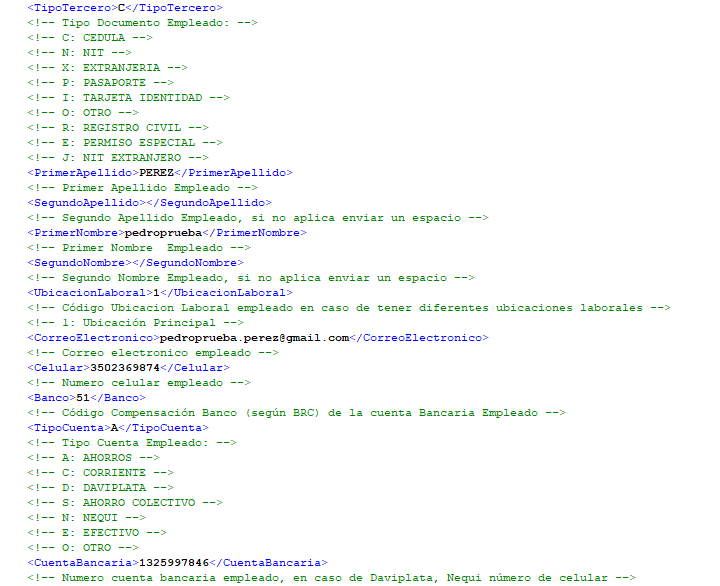 <TipoTercero>C</TipoTercero>
<!-- Tipo Documento Empleado: -->
<!-- C: CEDULA -->
<!-- N: NIT -->
<!-- X: EXTRANJERIA -->
<!-- P: PASAPORTE -->
<!-- I: TARJETA IDENTIDAD -->
<!-- O: OTRO -->
<!-- R: REGISTRO CIVIL -->
<!-- E: PERMISO ESPECIAL -->
<!-- J: NIT EXTRANJERO -->
<PrimerApellido>PEREZ</PrimerApellido>
<!-- Primer Apellido Empleado -->
<SegundoApellido></SegundoApellido>
<!-- Segundo Apellido Empleado, si no aplica enviar un espacio -->
<PrimerNombre>pedroprueba</PrimerNombre>
<!-- Primer Nombre  Empleado -->
<SegundoNombre></SegundoNombre>
<!-- Segundo Nombre Empleado, si no aplica enviar un espacio -->
<UbicacionLaboral>1</UbicacionLaboral>
<!-- Código Ubicacion Laboral empleado en caso de tener diferentes ubicaciones laborales -->
<!-- 1: Ubicación Principal -->
<CorreoElectronico>pedroprueba.perez@gmail.com</CorreoElectronico>
<!-- Correo electronico empleado -->
<Celular>3502369874</Celular>
<!-- Numero celular empleado -->
<Banco>51</Banco>
<!-- Código Compensación Banco (según BRC) de la cuenta Bancaria Empleado -->
<TipoCuenta>A</TipoCuenta>
<!-- Tipo Cuenta Empleado: -->
<!-- A: AHORROS -->
<!-- C: CORRIENTE -->
<!-- D: DAVIPLATA -->
<!-- S: AHORRO COLECTIVO -->
<!-- N: NEQUI -->
<!-- E: EFECTIVO -->
<!-- O: OTRO -->
<CuentaBancaria>1325997846</CuentaBancaria>
<!-- Numero cuenta bancaria empleado, en caso de Daviplata, Nequi número de celular -->